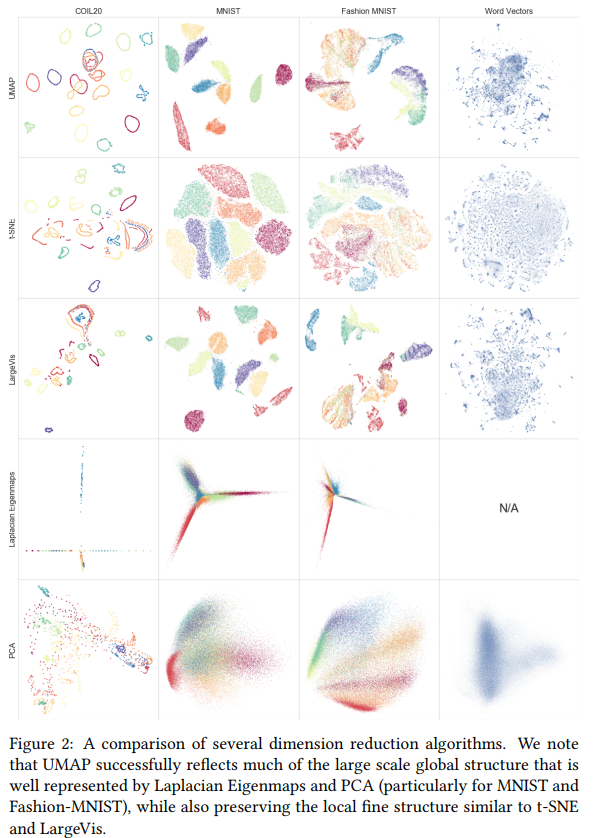 COIL20 MNIST Fashion MNIST Word Vectors
UMAP
t-SNE
LargeVis
Laplacian Eigenmaps
N/A
PCA
Figure 2: A comparison of several dimension reduction algorithms. We note
that UMAP successfully reflects much of the large scale global structure that is
well represented by Laplacian Eigenmaps and PCA (particularly for MNIST and
Fashion-MNIST), while also preserving the local fine structure similar to t-SNE
and LargeVis.